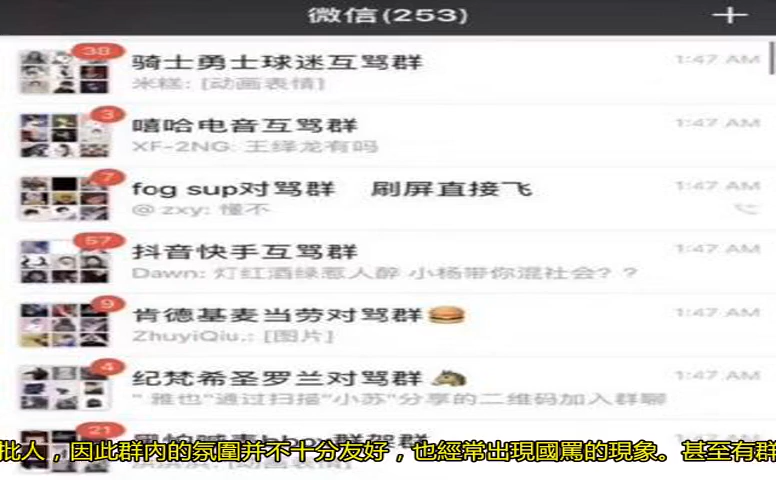 微信(253)
38
骑士勇士球迷互骂群
1:47 AM
米糕: [动画表情]
3
嘻哈电音互骂群
1:47 AM
XF-2NG: 王绎龙有吗
7
fog sup对骂群 刷屏直接飞
1:47 AM
@ zxy: 懂不
57
抖音快手互骂群
1:47 AM
Dawn: 灯红酒绿惹人醉 小杨带你混社会？？
9
肯德基麦当劳对骂群🍔
1:47 AM
ZhuyiQiu.: [图片]
4
纪梵希圣罗兰对骂群🐴
1:47 AM
"雅也"通过扫描"小苏"分享的二维码加入群聊
21
批人，因此群內的氛圍并不十分友好，也經常出現國罵的現象。甚至有群
[动画表情]